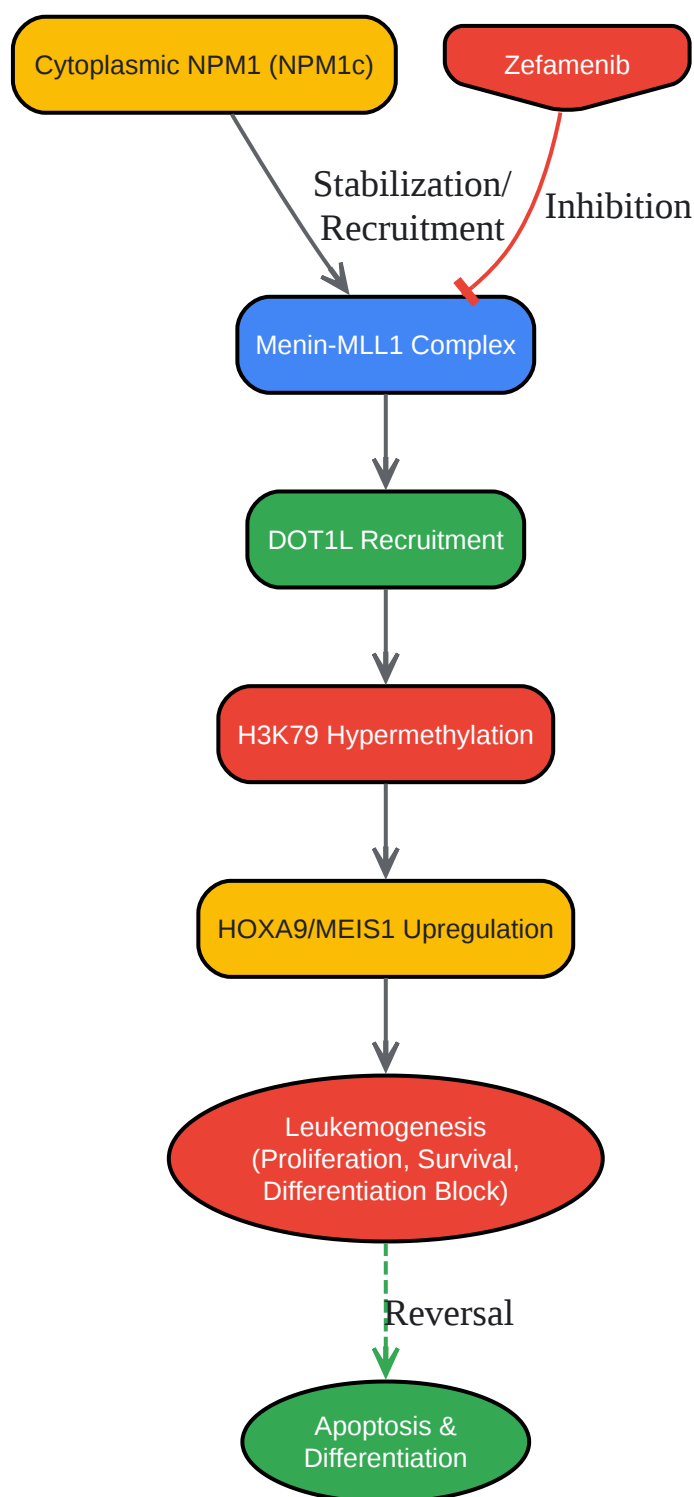 Cytoplasmic NPM1 (NPM1c)
Zefamenib
Stabilization/
Recruitment
Inhibition
Menin-MLL1 Complex
DOT1L Recruitment
H3K79 Hypermethylation
HOXA9/MEIS1 Upregulation
Leukemogenesis
(Proliferation, Survival,
Differentiation Block)
Reversal
Apoptosis &
Differentiation